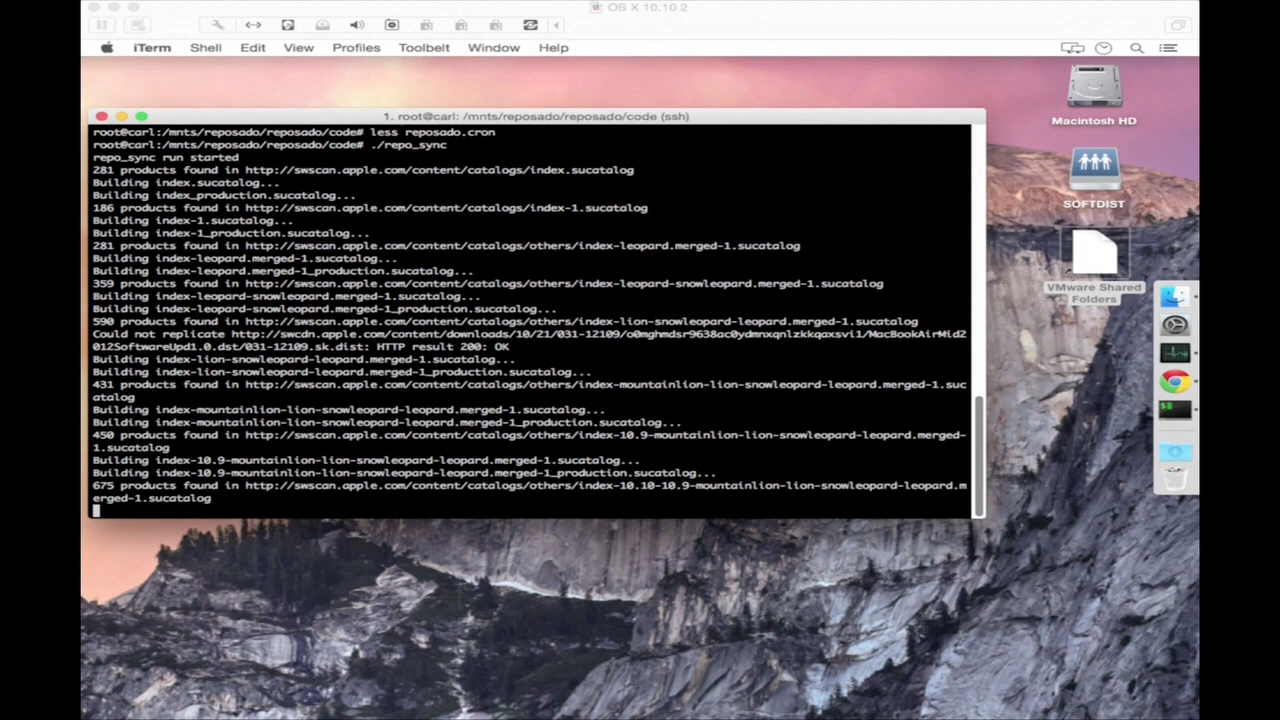 OS X 10.10 2
iTerm Shell Edit View Profiles Toolbelt Window Help
Macintosh HD
SOFTDIST
VMware Shared
Folders
1. root@carl: /mnts/reposado/reposado/code (ssh)
root@carl:/mnts/reposado/reposado/code# less reposado.cron
root@carl:/mnts/reposado/reposado/code# ./repo_sync
repo_sync run started
281 products found in http://swscan.apple.com/content/catalogs/index.sucatalog
Building index.sucatalog...
Building index_production.sucatalog...
186 products found in http://swscan.apple.com/content/catalogs/index-1.sucatalog
Building index-1.sucatalog...
Building index-1_production.sucatalog...
281 products found in http://swscan.apple.com/content/catalogs/others/index-leopard.merged-1.sucatalog
Building index-leopard.merged-1.sucatalog...
Building index-leopard.merged-1_production.sucatalog...
359 products found in http://swscan.apple.com/content/catalogs/others/index-leopard-snowleopard.merged-1.sucatalog
Building index-leopard-snowleopard.merged-1.sucatalog...
Building index-leopard-snowleopard.merged-1_production.sucatalog...
590 products found in http://swscan.apple.com/content/catalogs/others/index-lion-snowleopard-leopard.merged-1.sucatalog
Could not replicate http://swcdn.apple.com/content/downloads/10/21/031-12109/o0mghmdsr9638ac0ydmnxqnlzkkqaxsvi1/MacBookAirMid2
012SoftwareUpd1.0.dst/031-12109.sk.dist: HTTP result 200: OK
Building index-lion-snowleopard-leopard.merged-1.sucatalog...
Building index-lion-snowleopard-leopard.merged-1_production.sucatalog...
431 products found in http://swscan.apple.com/content/catalogs/others/index-mountainlion-lion-snowleopard-leopard.merged-1.suc
atalog
Building index-mountainlion-lion-snowleopard-leopard.merged-1.sucatalog...
Building index-mountainlion-lion-snowleopard-leopard.merged-1_production.sucatalog...
450 products found in http://swscan.apple.com/content/catalogs/others/index-10.9-mountainlion-lion-snowleopard-leopard.merged-
1.sucatalog
Building index-10.9-mountainlion-lion-snowleopard-leopard.merged-1.sucatalog...
Building index-10.9-mountainlion-lion-snowleopard-leopard.merged-1_production.sucatalog...
675 products found in http://swscan.apple.com/content/catalogs/others/index-10.10-10.9-mountainlion-lion-snowleopard-leopard.m
erged-1.sucatalog